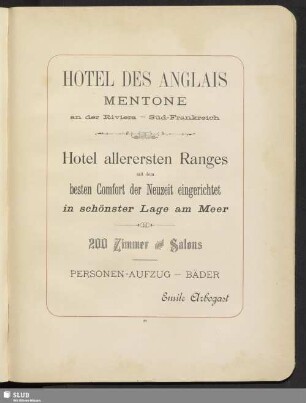 HOTEL DES ANGLAIS
MENTONE
an der Riviera — Süd-Frankreich
Hotel allerersten Ranges
mit dem
besten Comfort der Neuzeit eingerichtet
in schönster Lage am Meer
200 Zimmer und Salons
PERSONEN-AUFZUG — BÄDER
Emile Arbogast
SLUB